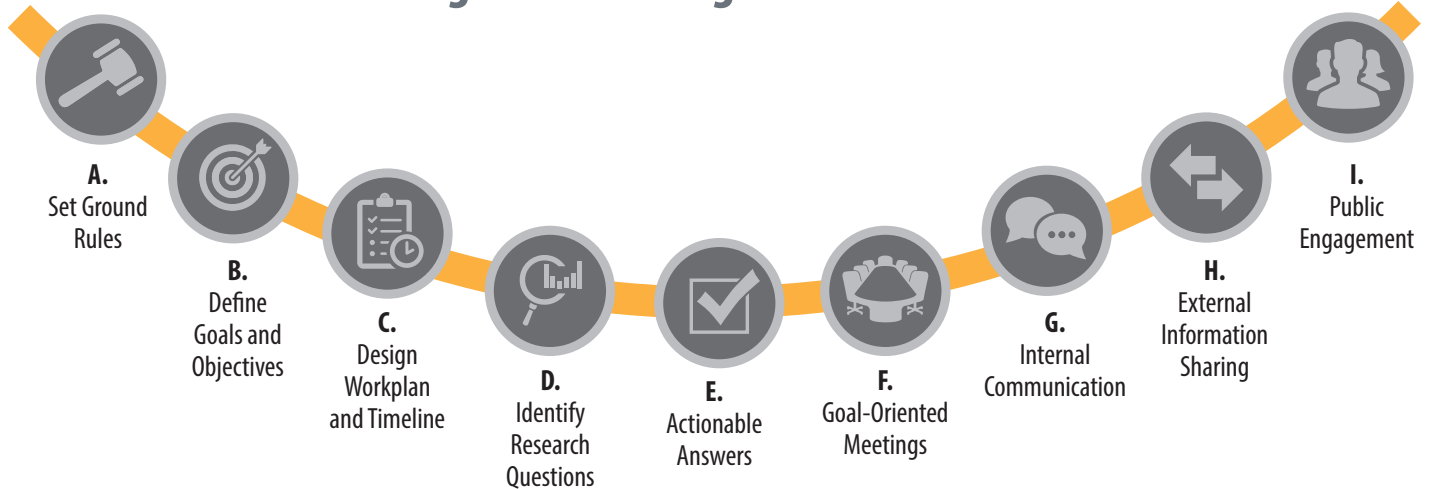 A.
Set Ground
Rules
B.
Define
Goals and
Objectives
C.
Design
Workplan
and Timeline
D.
Identify
Research
Questions
E.
Actionable
Answers
F.
Goal-Oriented
Meetings
G.
Internal
Communication
H.
External
Information
Sharing
I.
Public
Engagement